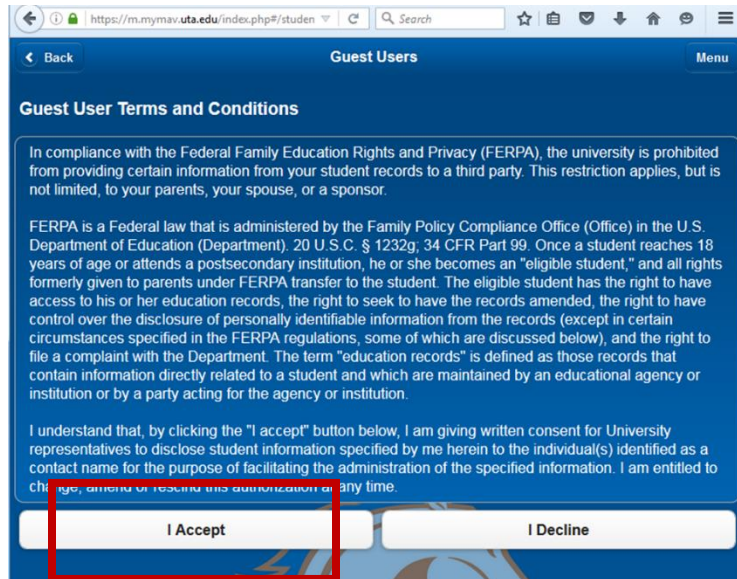 https://m.mymav.uta.edu/index.php#/studen
Search
Back
Guest Users
Menu
Guest User Terms and Conditions
In compliance with the Federal Family Education Rights and Privacy (FERPA), the university is prohibited
from providing certain information from your student records to a third party. This restriction applies, but is
not limited, to your parents, your spouse, or a sponsor.
FERPA is a Federal law that is administered by the Family Policy Compliance Office (Office) in the U.S.
Department of Education (Department). 20 U.S.C. § 1232g; 34 CFR Part 99. Once a student reaches 18
years of age or attends a postsecondary institution, he or she becomes an "eligible student," and all rights
formerly given to parents under FERPA transfer to the student. The eligible student has the right to have
access to his or her education records, the right to seek to have the records amended, the right to have
control over the disclosure of personally identifiable information from the records (except in certain
circumstances specified in the FERPA regulations, some of which are discussed below), and the right to
file a complaint with the Department. The term "education records" is defined as those records that
contain information directly related to a student and which are maintained by an educational agency or
institution or by a party acting for the agency or institution.
I understand that, by clicking the "I accept" button below, I am giving written consent for University
representatives to disclose student information specified by me herein to the individual(s) identified as a
contact name for the purpose of facilitating the administration of the specified information. I am entitled to
change, amend or rescind this authorization at any time.
I Accept
I Decline